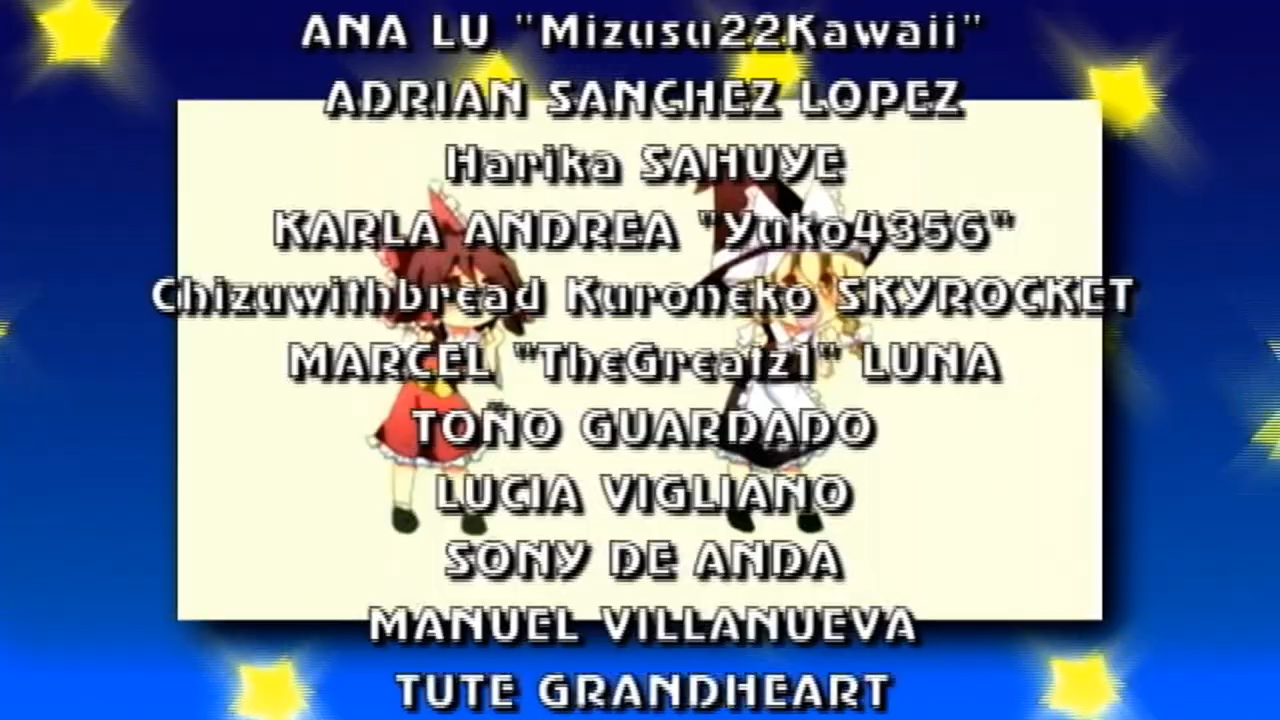 ANA LU "Mizusu22Kawaii"
ADRIAN SANCHEZ LOPEZ
Harika SAHUYE
KARLA ANDREA "Yuko4356"
Chizuwithbread Kuroneko SKYROCKET
MARCEL "TheGreatz1" LUNA
TOÑO GUARDADO
LUCIA VIGLIANO
SONY DE ANDA
MANUEL VILLANUEVA
TUTE GRANDHEART